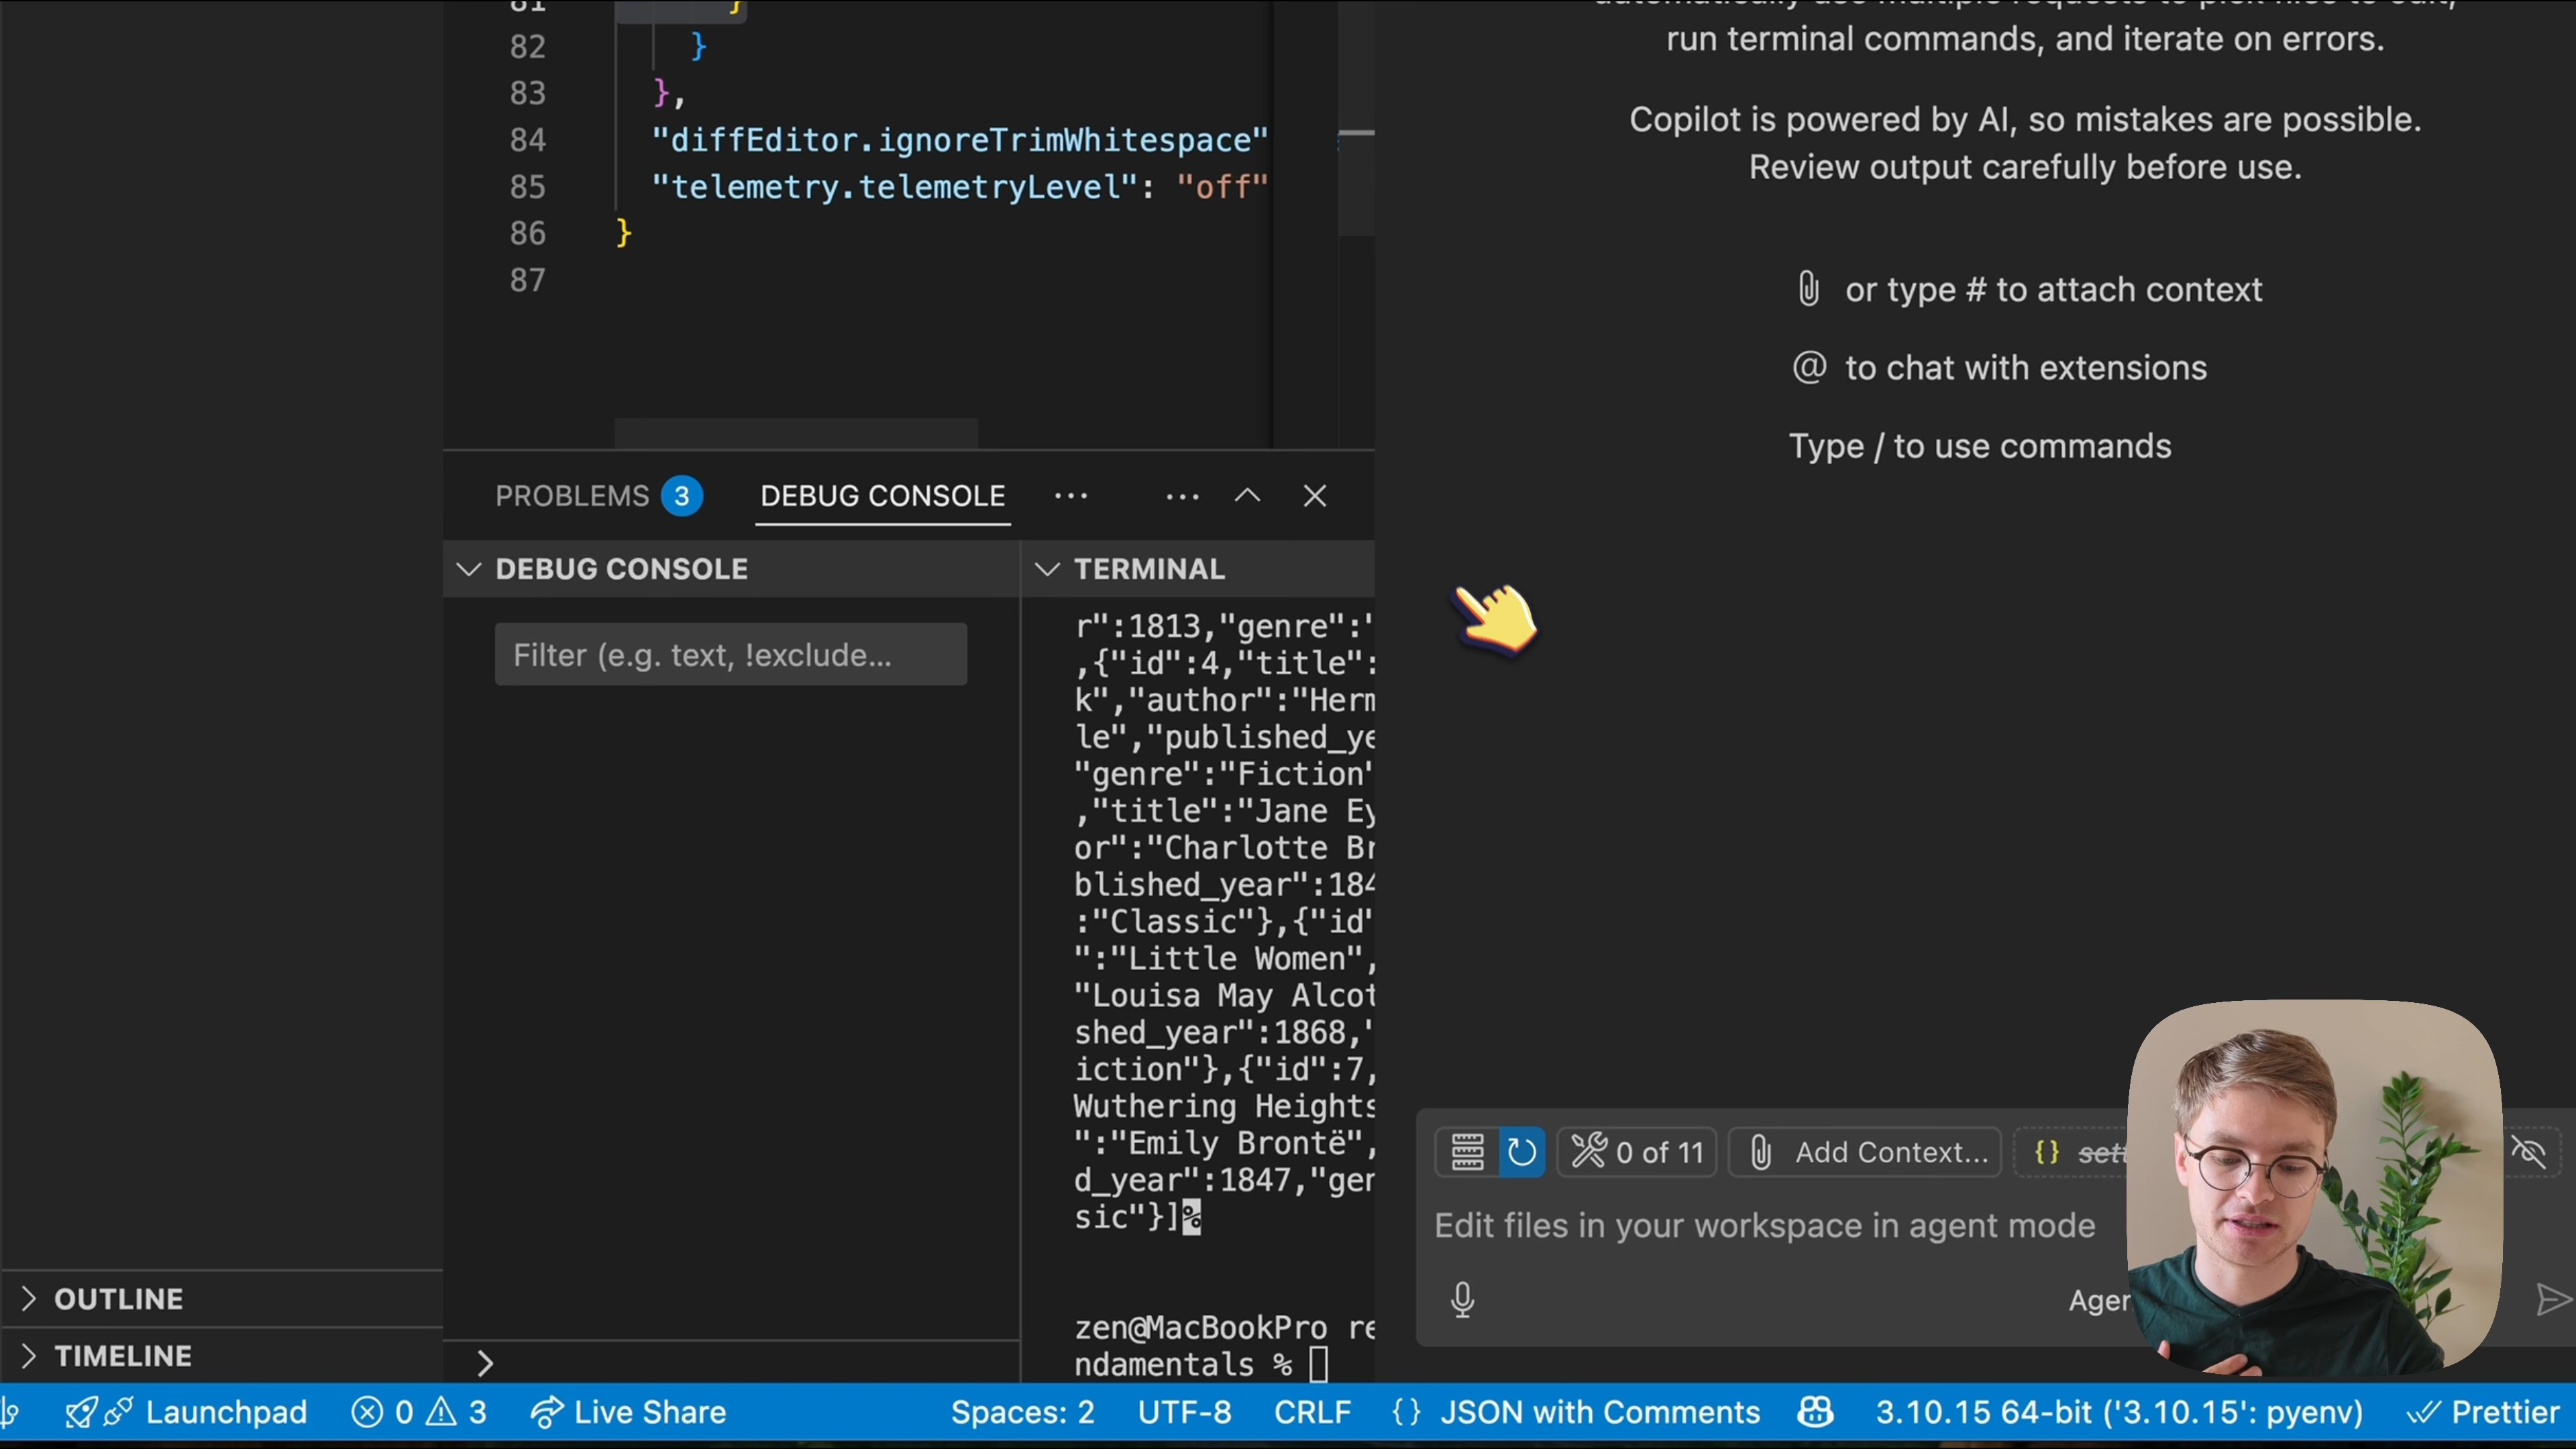 81 }
82 }
83 },
84 "diffEditor.ignoreTrimWhitespace"
85 "telemetry.telemetryLevel": "off"
86 }
87
run terminal commands, and iterate on errors.
Copilot is powered by AI, so mistakes are possible.
Review output carefully before use.
or type # to attach context
@ to chat with extensions
Type / to use commands
PROBLEMS 3 DEBUG CONSOLE ... ...
DEBUG CONSOLE
Filter (e.g. text, !exclude...
TERMINAL
r":1813,"genre":"
,{"id":4,"title":
k","author":"Herm
le","published_ye
"genre":"Fiction"
,"title":"Jane Ey
or":"Charlotte Br
blished_year":184
:"Classic"},{"id"
":"Little Women",
"Louisa May Alcot
shed_year":1868,"
iction"},{"id":7,
Wuthering Heights
":"Emily Brontë",
d_year":1847,"gen
sic"}]%
zen@MacBookPro re
ndamentals %
0 of 11 Add Context... {} sett
Edit files in your workspace in agent mode
Agen
OUTLINE
TIMELINE
Launchpad 0 3 Live Share Spaces: 2 UTF-8 CRLF {} JSON with Comments 3.10.15 64-bit ('3.10.15': pyenv) Prettier